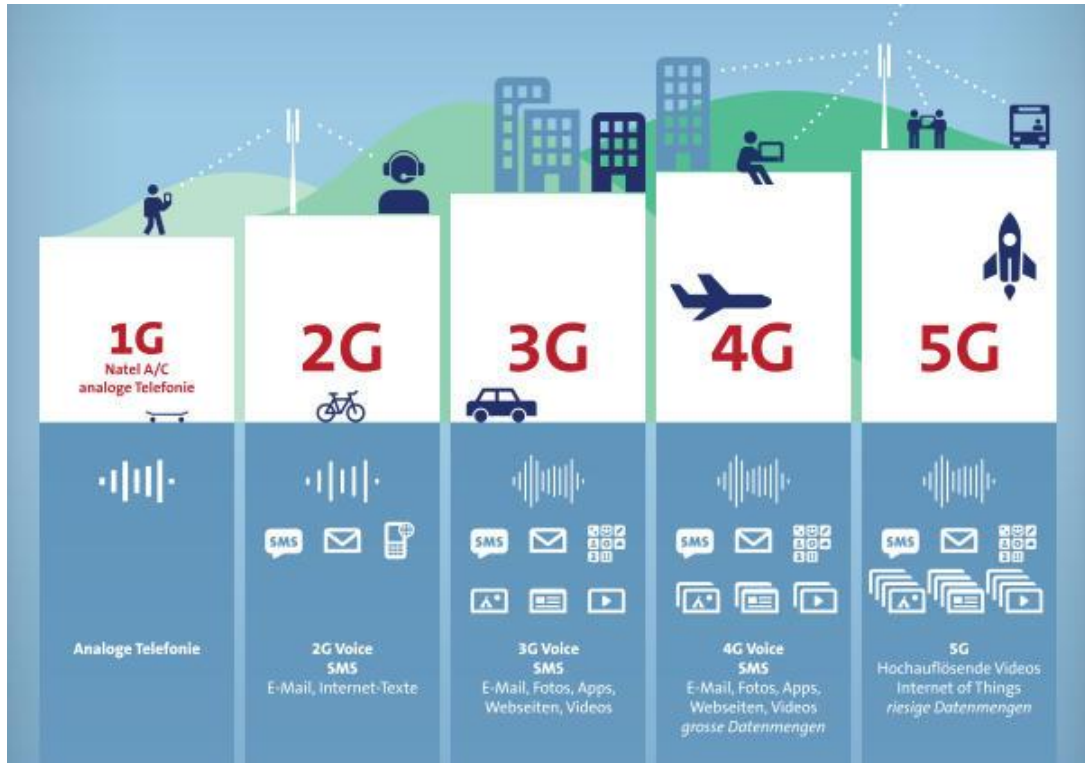 1G
Natel A/C
analoge Telefonie
2G
3G
4G
5G
SMS
SMS
SMS
SMS
Analoge Telefonie
2G Voice
SMS
E-Mail, Internet-Texte
3G Voice
SMS
E-Mail, Fotos, Apps,
Webseiten, Videos
4G Voice
SMS
E-Mail, Fotos, Apps,
Webseiten, Videos
grosse Datenmengen
5G
Hochauflösende Videos
Internet of Things
riesige Datenmengen